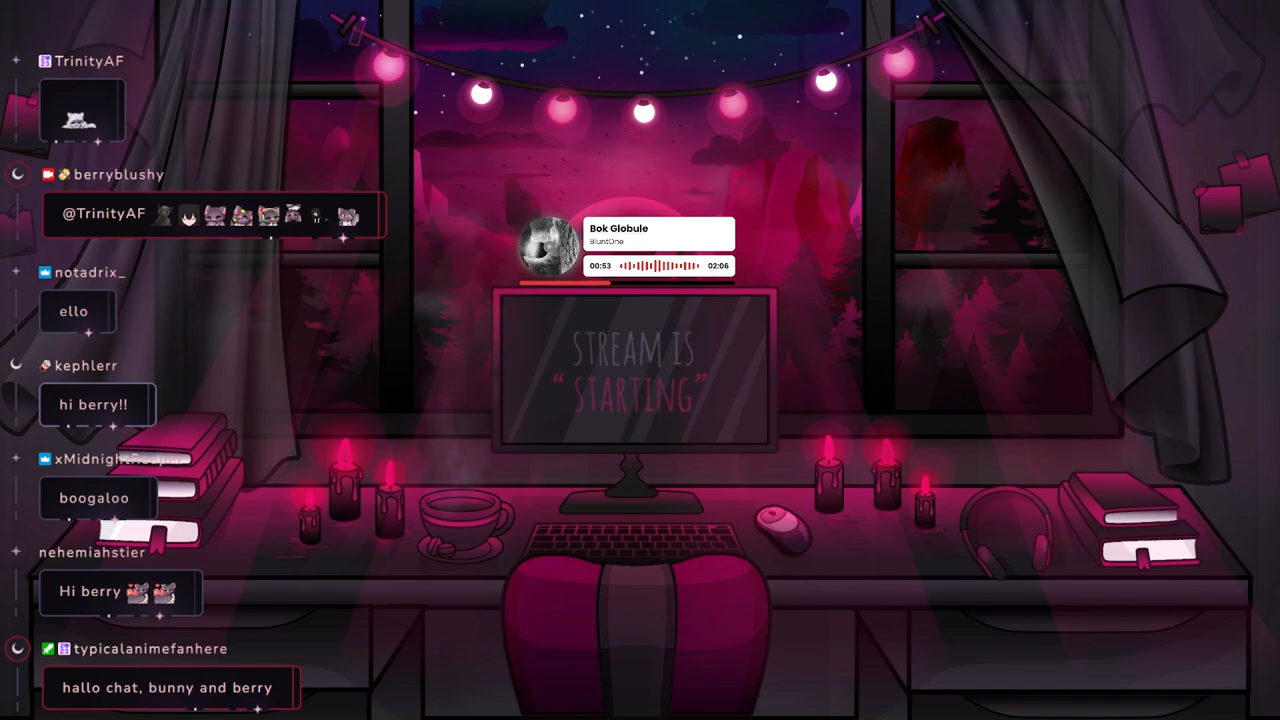 TrinityAF
berryblushy
@TrinityAF
notadrix_
ello
kephlerr
hi berry!!
xMidnightReaper
boogaloo
nehemiahstier
Hi berry
typicalanimefanhere
hallo chat, bunny and berry
Bok Globule
BluntOne
00:53 02:06
STREAM IS
“ STARTING”